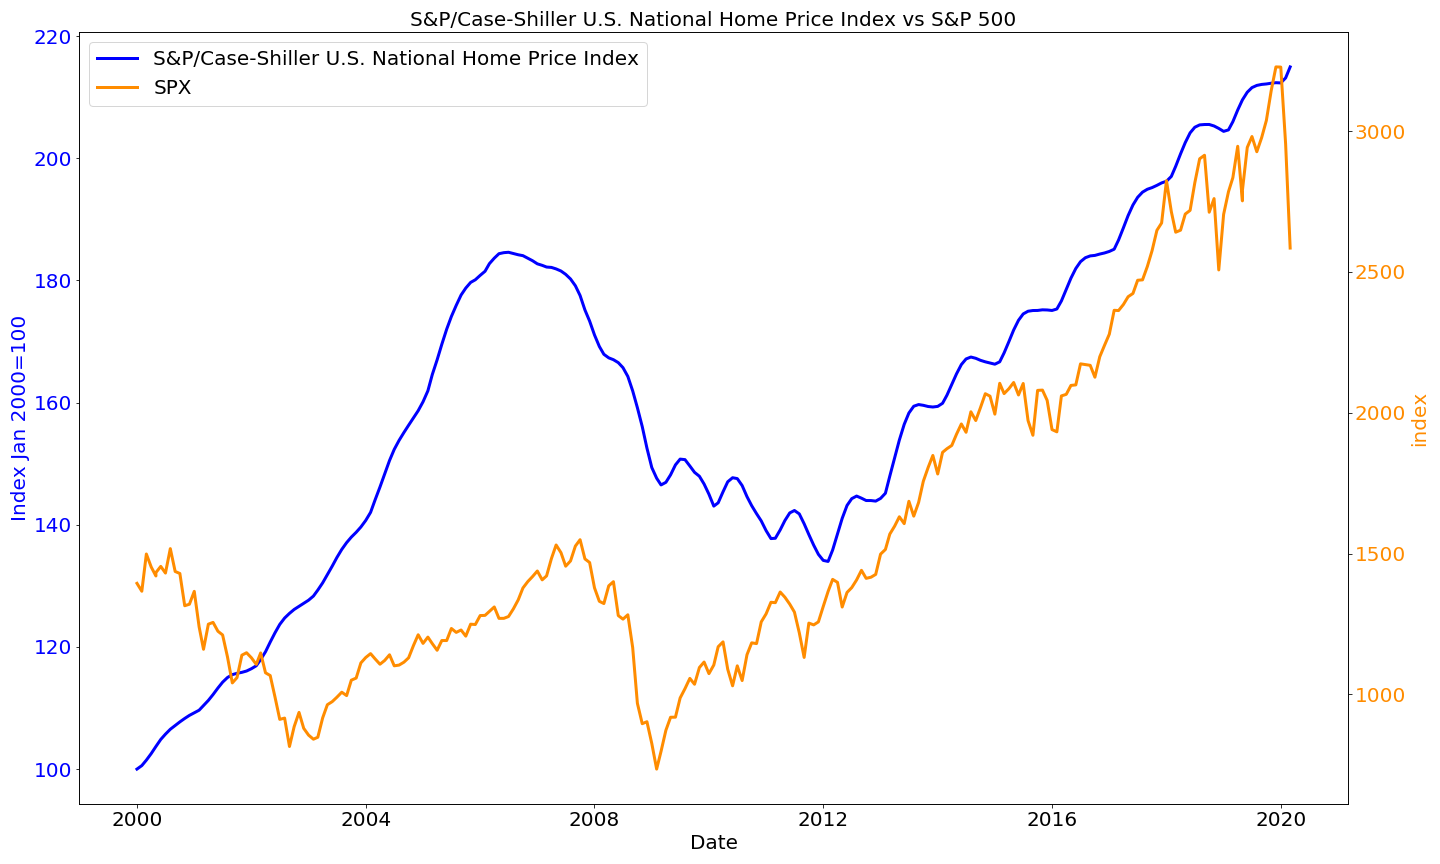 S&P/Case-Shiller U.S. National Home Price Index vs S&P 500
S&P/Case-Shiller U.S. National Home Price Index
SPX
220
200
180
160
140
120
100
Index Jan 2000=100
3000
2500
2000
1500
1000
index
2000 2004 2008 2012 2016 2020
Date